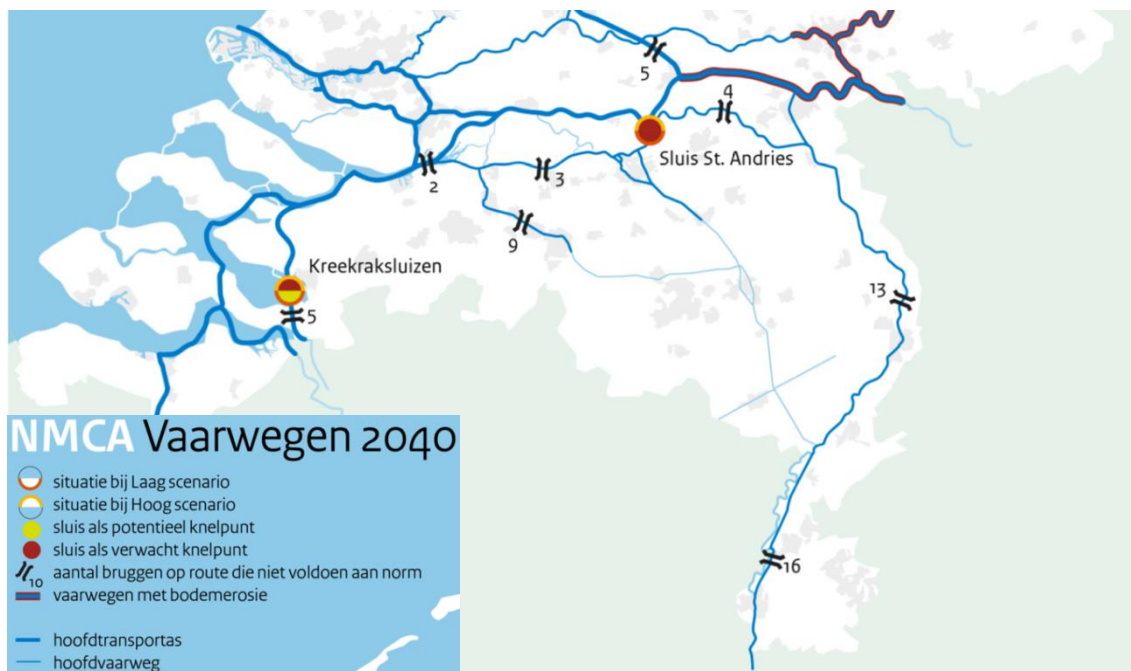 5
4
Sluis St. Andries
2
3
9
Kreekraksluizen
5
13
16
NMCA Vaarwegen 2040
situatie bij Laag scenario
situatie bij Hoog scenario
sluis als potentieel knelpunt
sluis als verwacht knelpunt
10 aantal bruggen op route die niet voldoen aan norm
vaarwegen met bodemerosie
hoofdtransportas
hoofdvaarweg